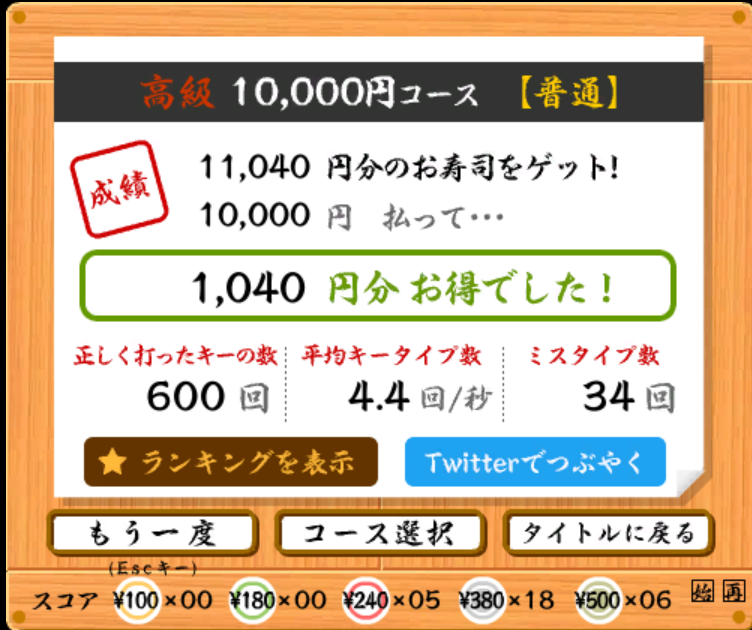 高級 10,000円コース 【普通】
成績
11,040 円分のお寿司をゲット!
10,000 円 払って…
1,040 円分 お得でした！
正しく打ったキーの数 平均キータイプ数 ミスタイプ数
600 回 4.4 回/秒 34 回
★ ランキングを表示 Twitterでつぶやく
もう一度 コース選択 タイトルに戻る
(Escキー)
スコア ¥100×00 ¥180×00 ¥240×05 ¥380×18 ¥500×06 始 再